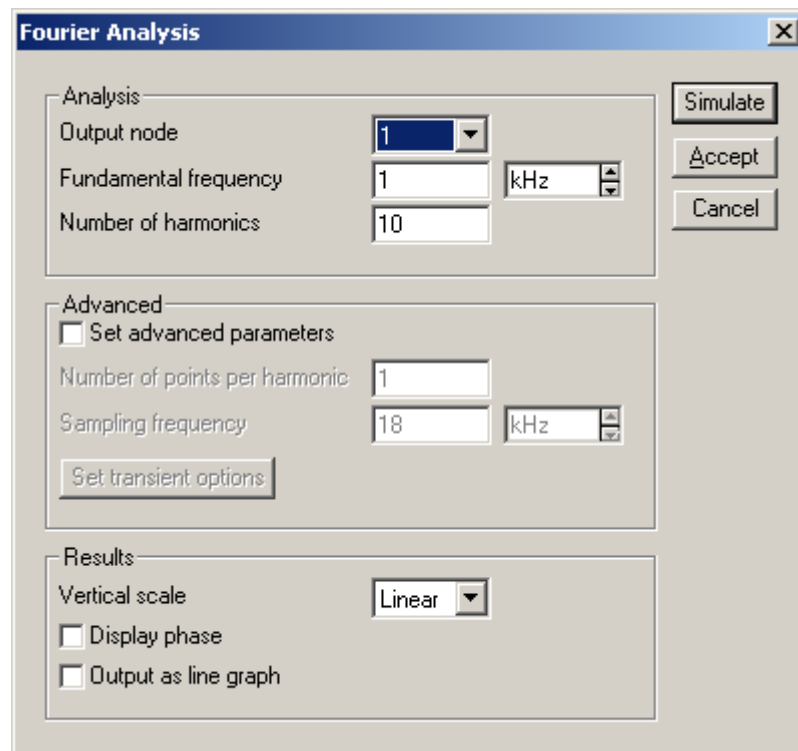 Fourier Analysis
Analysis
Output node 1
Fundamental frequency 1 kHz
Number of harmonics 10
Simulate
Accept
Cancel
Advanced
Set advanced parameters
Number of points per harmonic 1
Sampling frequency 18 kHz
Set transient options
Results
Vertical scale Linear
Display phase
Output as line graph